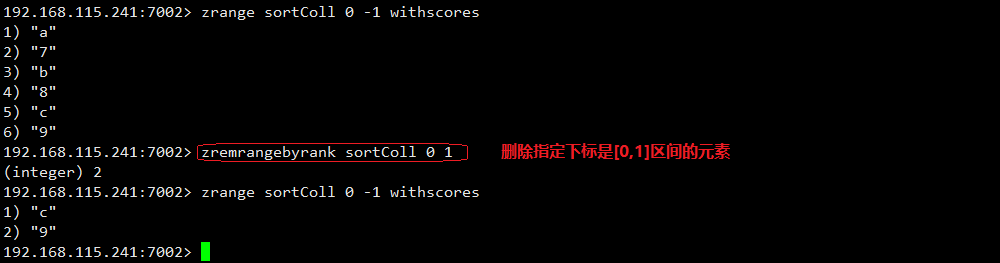 192.168.115.241:7002> zrange sortColl 0 -1 withscores
1) "a"
2) "7"
3) "b"
4) "8"
5) "c"
6) "9"
192.168.115.241:7002> zremrangebyrank sortColl 0 1 删除指定下标是[0,1]区间的元素
(integer) 2
192.168.115.241:7002> zrange sortColl 0 -1 withscores
1) "c"
2) "9"
192.168.115.241:7002>